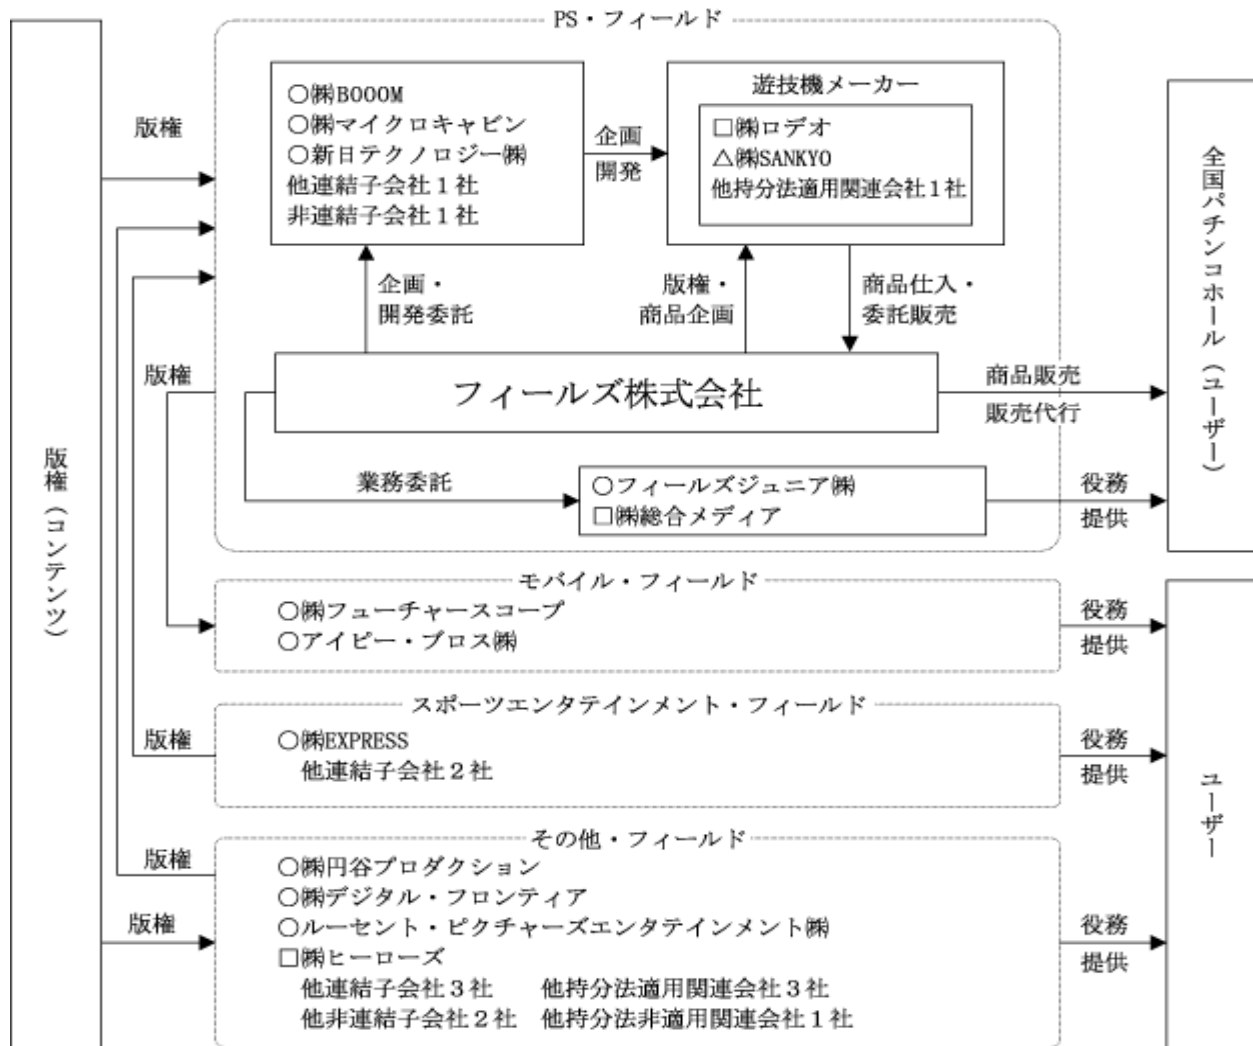 PS・フィールド
版権
○㈱BOOOM
○㈱マイクロキャビン
○新日テクノロジー㈱
他連結子会社１社
非連結子会社１社
企画
開発
遊技機メーカー
□㈱ロデオ
△㈱SANKYO
他持分法適用関連会社１社
企画・
開発委託
版権・
商品企画
商品仕入・
委託販売
版権
フィールズ株式会社
商品販売
販売代行
全国パチンコホール（ユーザー）
版権（コンテンツ）
業務委託
○フィールズジュニア㈱
□㈱総合メディア
役務
提供
モバイル・フィールド
○㈱フューチャースコープ
○アイピー・ブロス㈱
役務
提供
スポーツエンタテインメント・フィールド
版権
○㈱EXPRESS
他連結子会社２社
役務
提供
ユーザー
その他・フィールド
版権
○㈱円谷プロダクション
○㈱デジタル・フロンティア
版権
○ルーセント・ピクチャーズエンタテインメント㈱
□㈱ヒーローズ
他連結子会社３社　他持分法適用関連会社３社
他非連結子会社２社　他持分法非適用関連会社１社
役務
提供